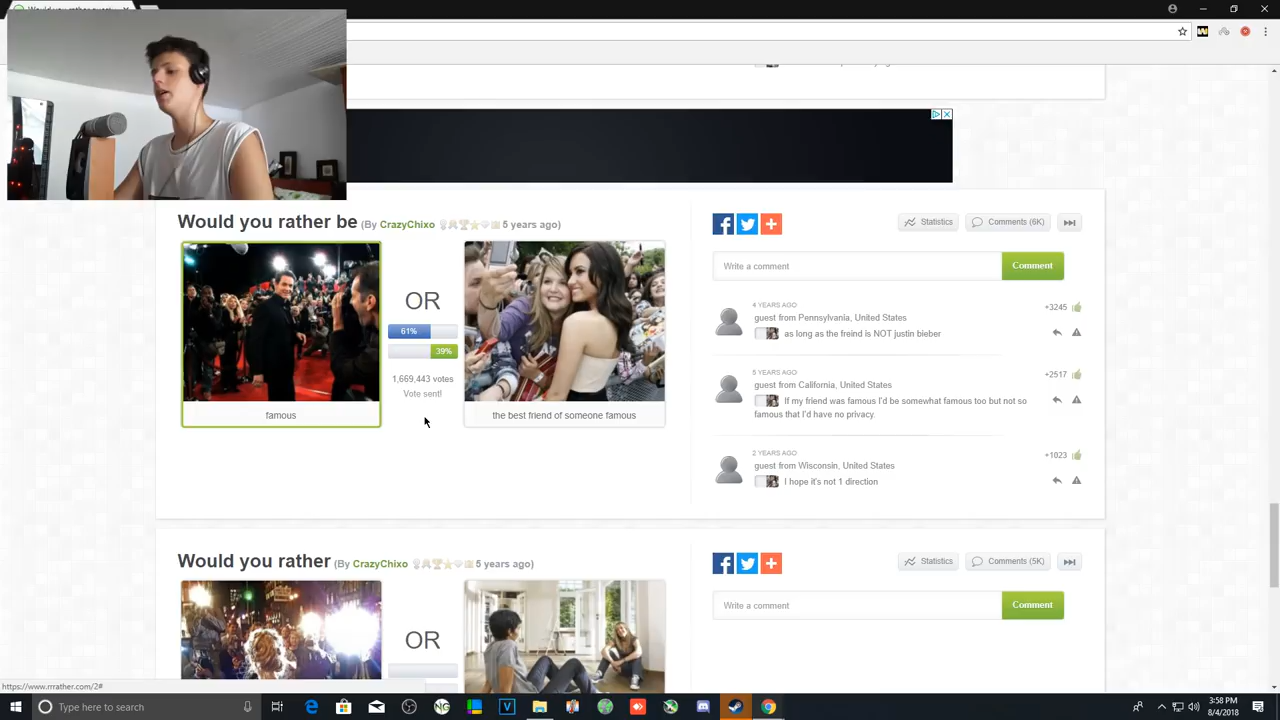 Would you rather be (By CrazyChixo 5 years ago)
OR
61%
39%
1,669,443 votes
Vote sent!
famous
the best friend of someone famous
Statistics
Comments (6K)
Write a comment
Comment
4 YEARS AGO
+3245
guest from Pennsylvania, United States
as long as the freind is NOT justin bieber
5 YEARS AGO
+2517
guest from California, United States
If my friend was famous I'd be somewhat famous too but not so
famous that I'd have no privacy.
2 YEARS AGO
+1023
guest from Wisconsin, United States
I hope it's not 1 direction
Would you rather (By CrazyChixo 5 years ago)
OR
Statistics
Comments (5K)
Write a comment
Comment
https://www.rrrather.com/2#
Type here to search
3:58 PM
8/4/2018